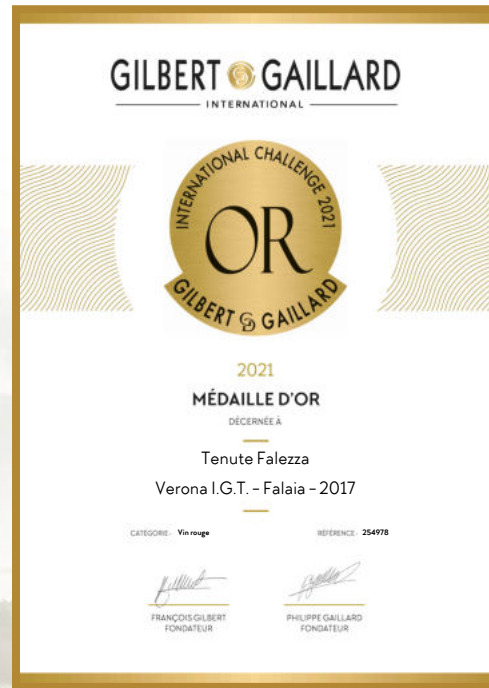 GILBERT GAILLARD
INTERNATIONAL
INTERNATIONAL CHALLENGE 2021
OR
GILBERT GG GAILLARD
2021
MÉDAILLE D'OR
DÉCERNÉE À
Tenute Falezza
Verona I.G.T. – Falaia – 2017
CATÉGORIE : Vin rouge RÉFÉRENCE : 254978
FRANÇOIS GILBERT PHILIPPE GAILLARD
FONDATEUR FONDATEUR